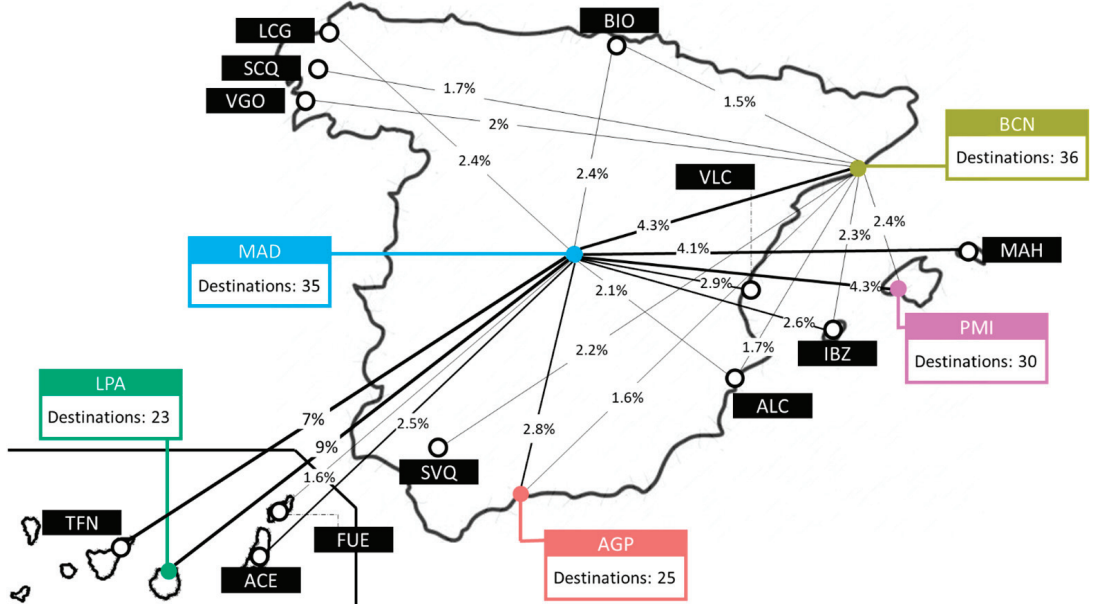 LCG
BIO
SCQ
VGO
1.7%
1.5%
2%
BCN
Destinations: 36
2.4%
2.4%
VLC
4.3%
2.4%
2.3%
MAD
Destinations: 35
4.1%
MAH
2.1%
2.9%
4.3%
2.6%
PMI
Destinations: 30
IBZ
2.2%
1.7%
LPA
Destinations: 23
1.6%
ALC
7%
2.5%
2.8%
9%
SVQ
1.6%
TFN
FUE
AGP
Destinations: 25
ACE